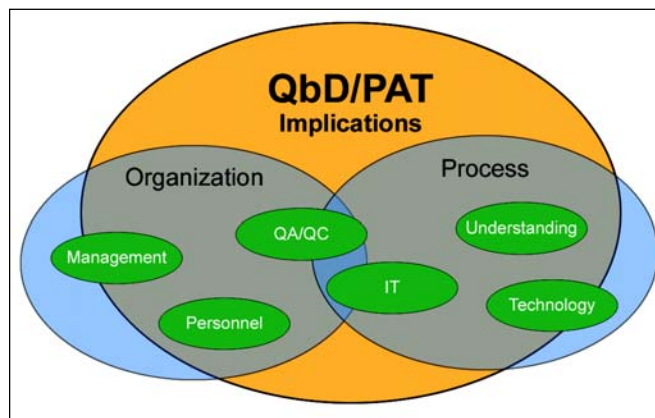 QbD/PAT
Implications
Organization
Process
QA/QC
Understanding
Management
IT
Technology
Personnel